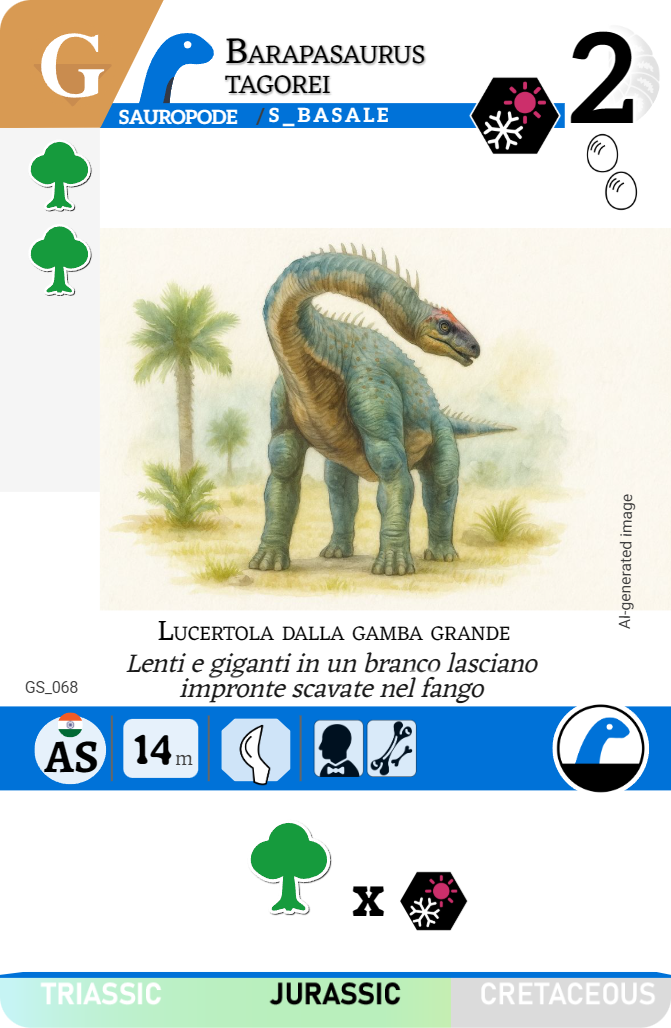 G
BARAPASAURUS
TAGOREI
2
SAUROPODE / S_BASALE
AI-generated image
LUCERTOLA DALLA GAMBA GRANDE
Lenti e giganti in un branco lasciano
impronte scavate nel fango
GS_068
AS
14 m
x
TRIASSIC JURASSIC CRETACEOUS